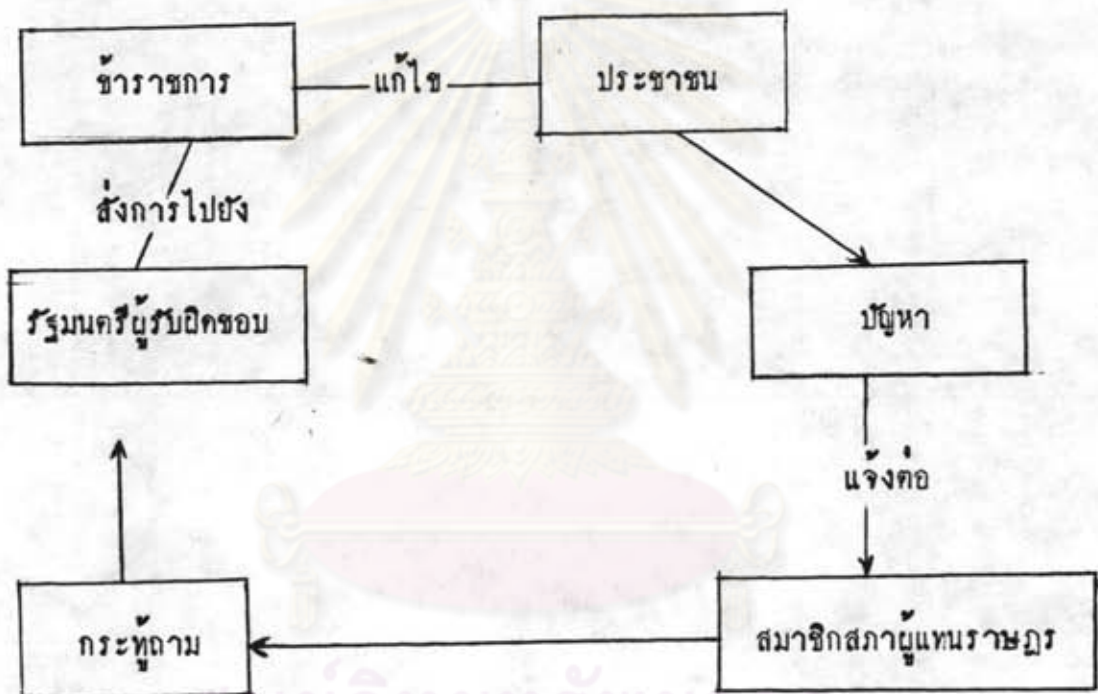 ข้าราชการ
แก้ไข
ประชาชน
สั่งการไปยัง
รัฐมนตรีผู้รับผิดชอบ
ปัญหา
แจ้งต่อ
กระทู้ถาม
สมาชิกสภาผู้แทนราษฎร